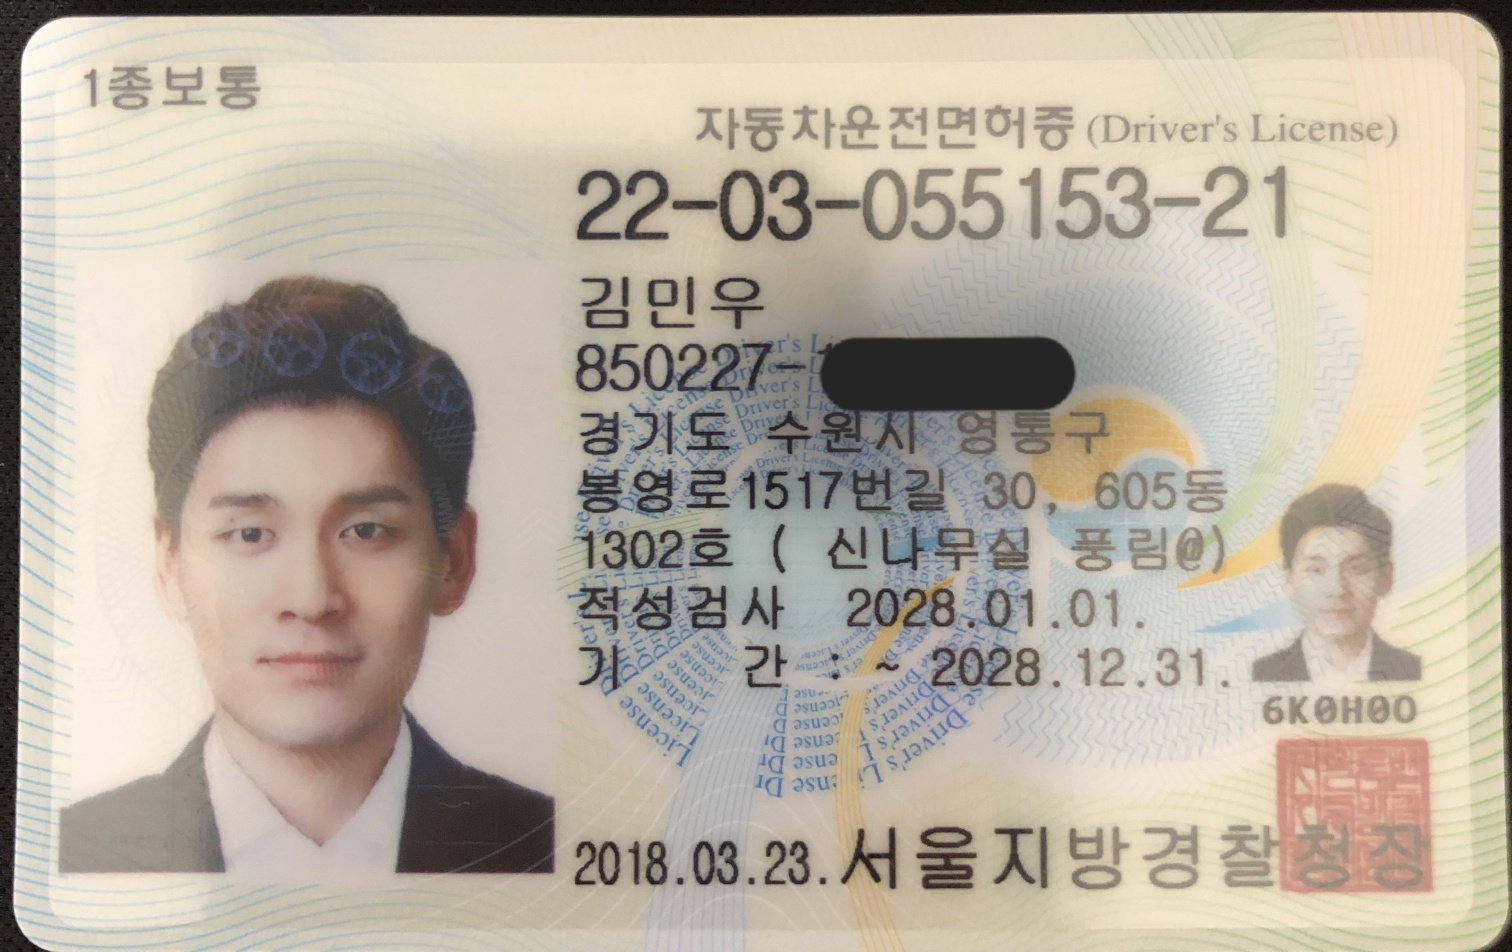 1종보통
자동차운전면허증 (Driver's License)
22-03-055153-21
김민우
850227-
경기도 수원시 영통구
봉영로1517번길 30, 605동
1302호 ( 신나무실 풍림@)
적성검사 2028.01.01.
기 간 : ~ 2028.12.31.
6K0H0O
2018.03.23. 서울지방경찰청장